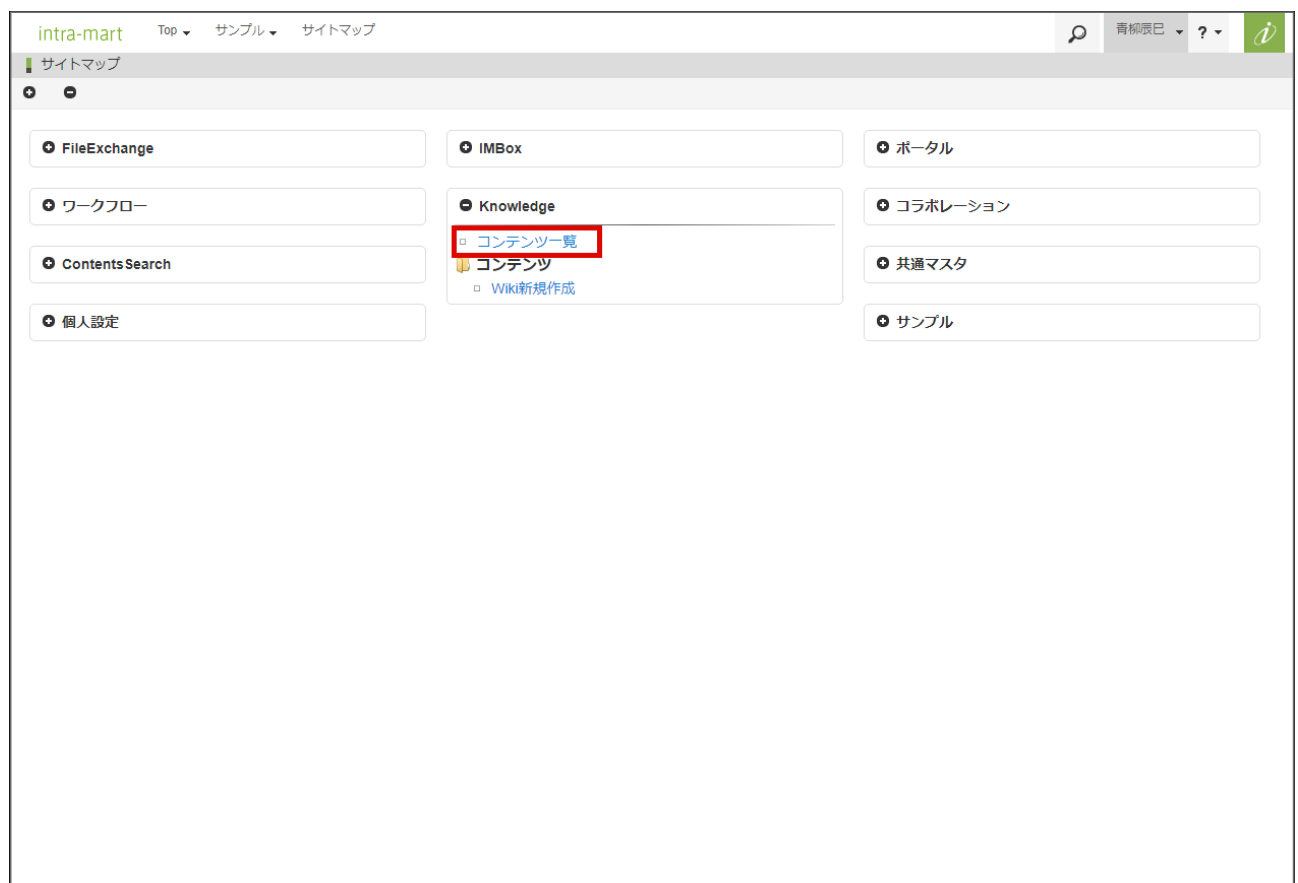 intra-mart Top サンプル サイトマップ 青柳辰巳 ?
サイトマップ
FileExchange
IMBox
ポータル
ワークフロー
Knowledge
コラボレーション
コンテンツ一覧
ContentsSearch
コンテンツ
共通マスタ
Wiki新規作成
個人設定
サンプル